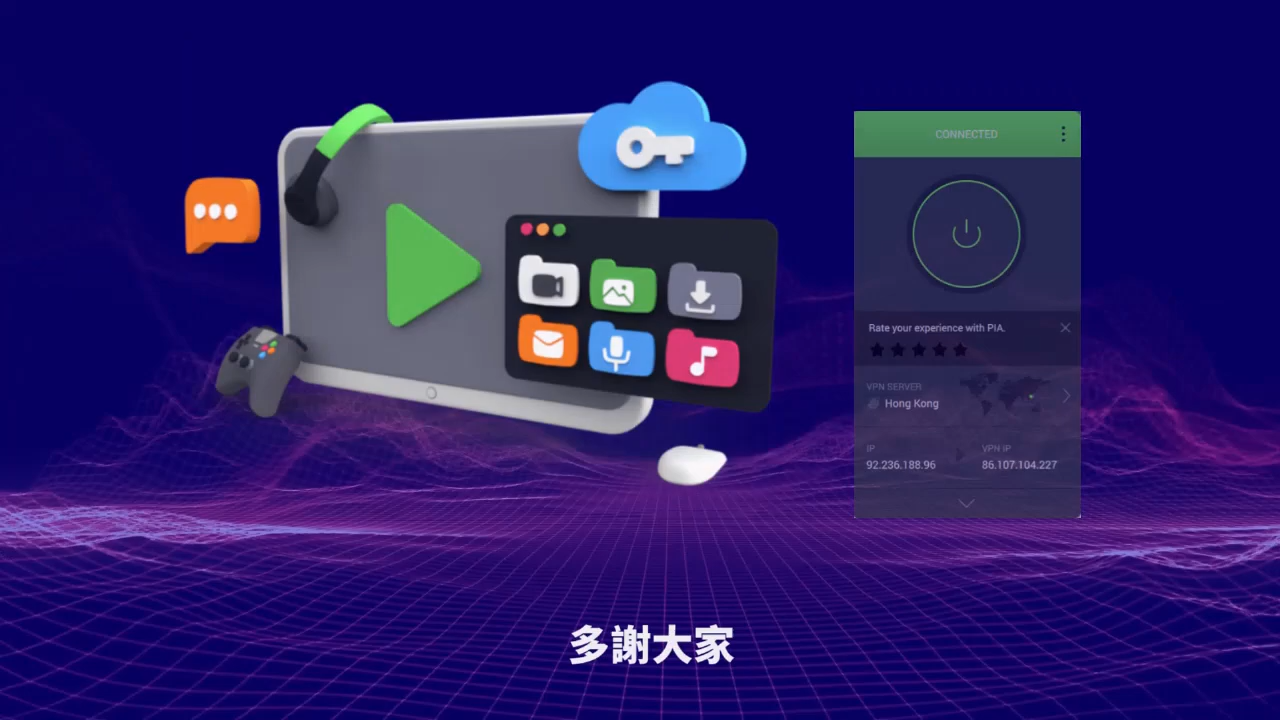 CONNECTED
Rate your experience with PIA.
VPN SERVER
Hong Kong
IP
VPN IP
92.236.188.96
86.107.104.227
多謝大家